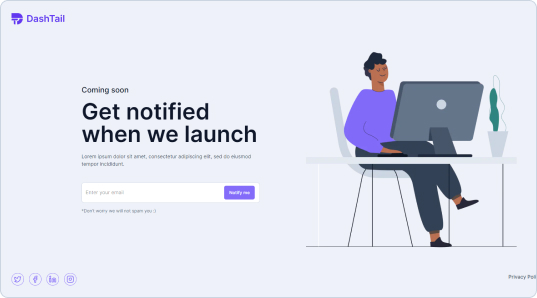 DashTail
Coming soon
Get notified
when we launch
Lorem ipsum dolor sit amet, consectetur adipiscing elit, sed do eiusmod
tempor incididunt.
Enter your email
Notify me
*Don't worry we will not spam you :)
Privacy Poli